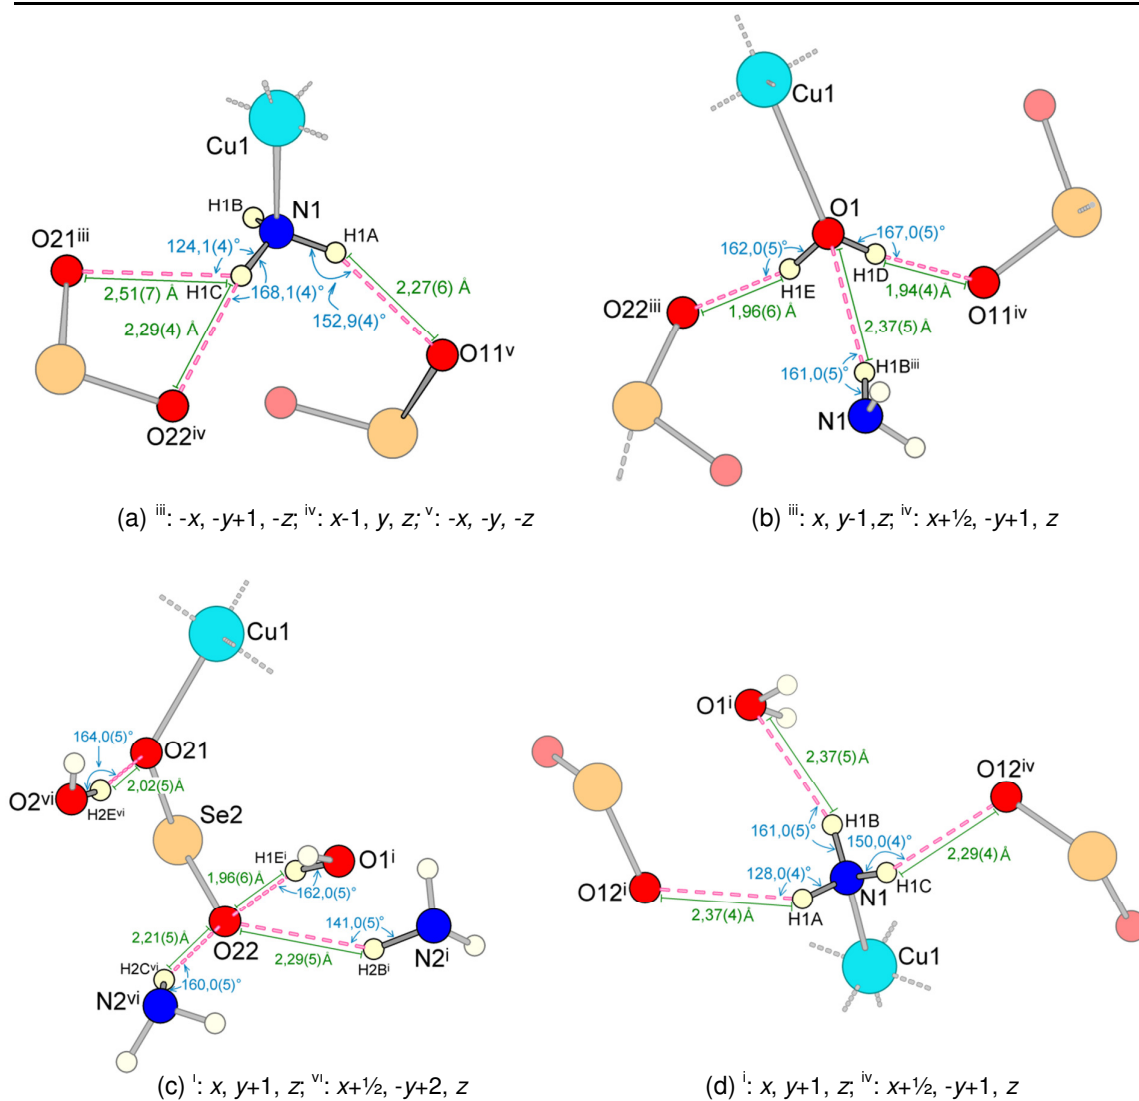 Cu1
H1B
N1
H1A
O21iii
124,1(4)°
H1C
2,51(7) Å
168,1(4)°
2,27(6) Å
152,9(4)°
2,29(4) Å
O11v
O22iv
(a) iii: -x, -y+1, -z; iv: x-1, y, z; v: -x, -y, -z
Cu1
O1
162,0(5)°
167,0(5)°
H1D
H1E
1,94(4) Å
O22iii
1,96(6) Å
O11iv
2,37(5) Å
H1Biii
161,0(5)°
N1
(b) iii: x, y-1,z; iv: x+½, -y+1, z
Cu1
164,0(5)°
O21
2,02(5)Å
O2vi
H2Evi
Se2
H1Ei
O1i
1,96(6) Å
162,0(5)°
2,21(5)Å
O22
141,0(5)°
N2i
H2Cvi
2,29(5) Å
H2Bi
160,0(5)°
N2vi
(c) ı: x, y+1, z; vı: x+½, -y+2, z
O1i
2,37(5)Å
O12iv
H1B
161,0(5)°
150,0(4)°
2,29(4) Å
128,0(4)°
H1C
O12i
N1
H1A
2,37(4)Å
Cu1
(d) i: x, y+1, z; iv: x+½, -y+1, z